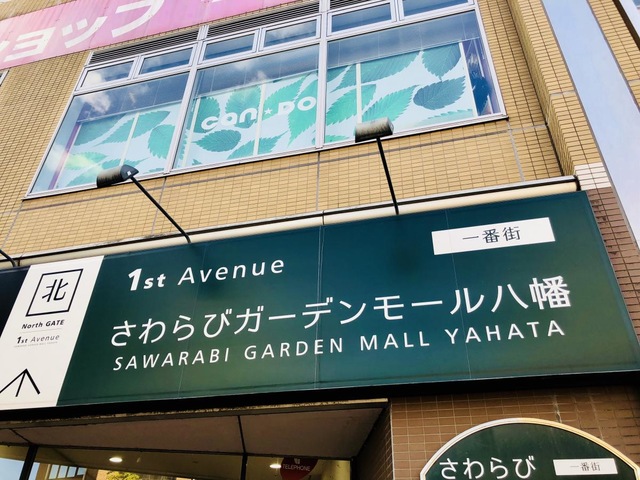 ョップ
can★do
一番街
1st Avenue
さわらびガーデンモール八幡
SAWARABI GARDEN MALL YAHATA
北
North GATE
1st Avenue
TELEPHONE
さわらび
一番街